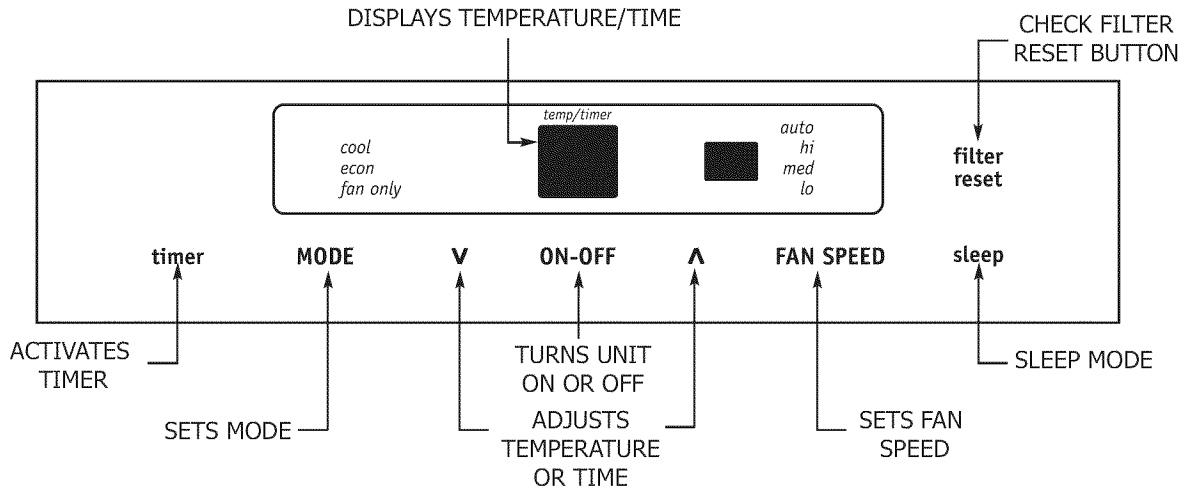 DISPLAYS TEMPERATURE/TIME
CHECK FILTER
RESET BUTTON
temp/timer
cool
econ
fan only
auto
hi
med
lo
filter
reset
timer
MODE
V
ON-OFF
Λ
FAN SPEED
sleep
ACTIVATES
TIMER
TURNS UNIT
ON OR OFF
SLEEP MODE
SETS MODE
ADJUSTS
TEMPERATURE
OR TIME
SETS FAN
SPEED